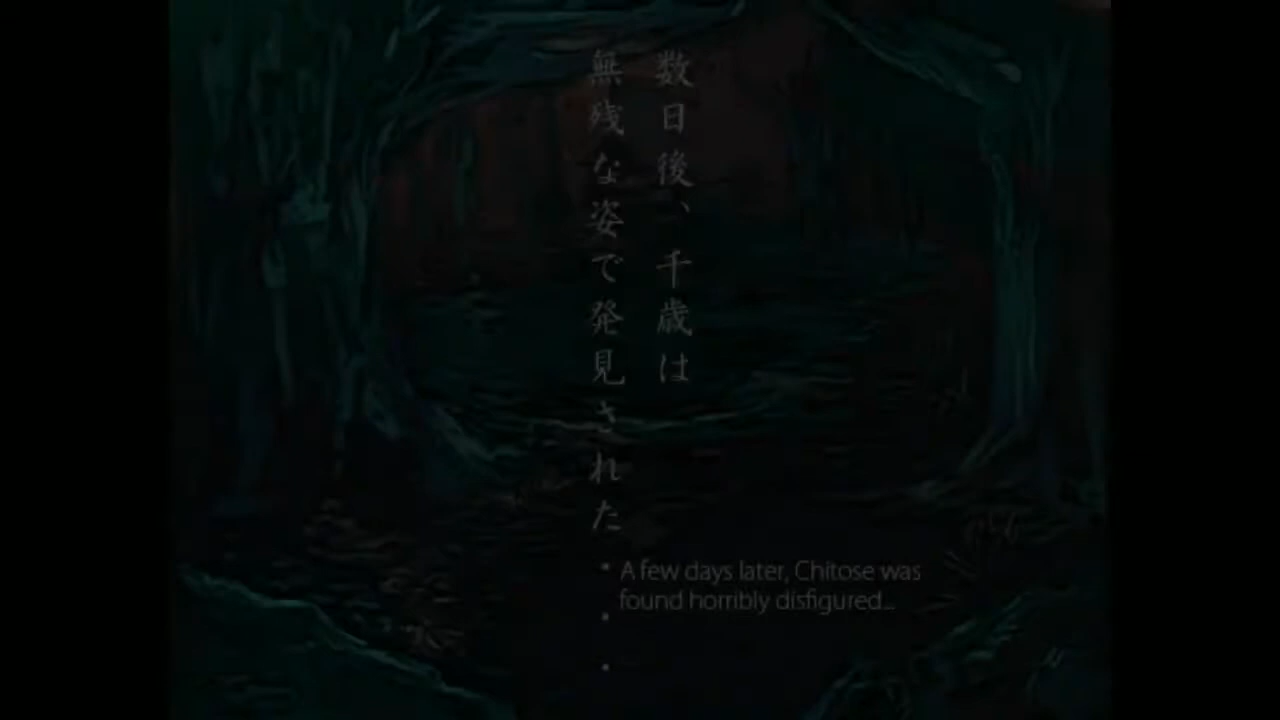 数日後、千歳は
無残な姿で発見された・・・
A few days later, Chitose was
found horribly disfigured...